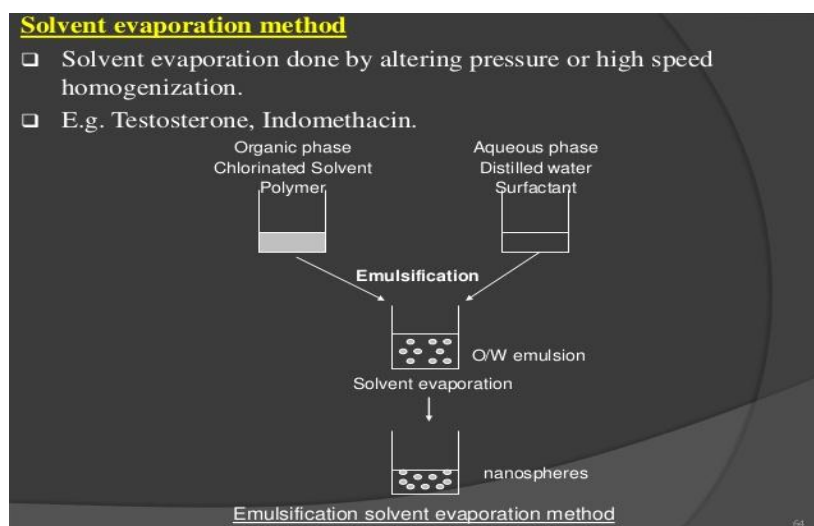 Solvent evaporation method
❑ Solvent evaporation done by altering pressure or high speed
homogenization.
❑ E.g. Testosterone, Indomethacin.
Organic phase
Chlorinated Solvent
Polymer
Aqueous phase
Distilled water
Surfactant
Emulsification
O/W emulsion
Solvent evaporation
nanospheres
Emulsification solvent evaporation method
64